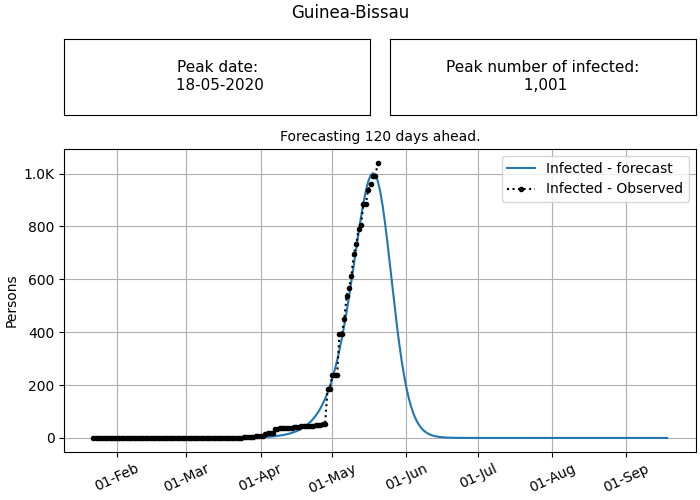 Guinea-Bissau
Peak date:
18-05-2020
Peak number of infected:
1,001
Forecasting 120 days ahead.
Infected - forecast
Infected - Observed
1.0K
800
600
400
200
0
Persons
01-Feb
01-Mar
01-Apr
01-May
01-Jun
01-Jul
01-Aug
01-Sep